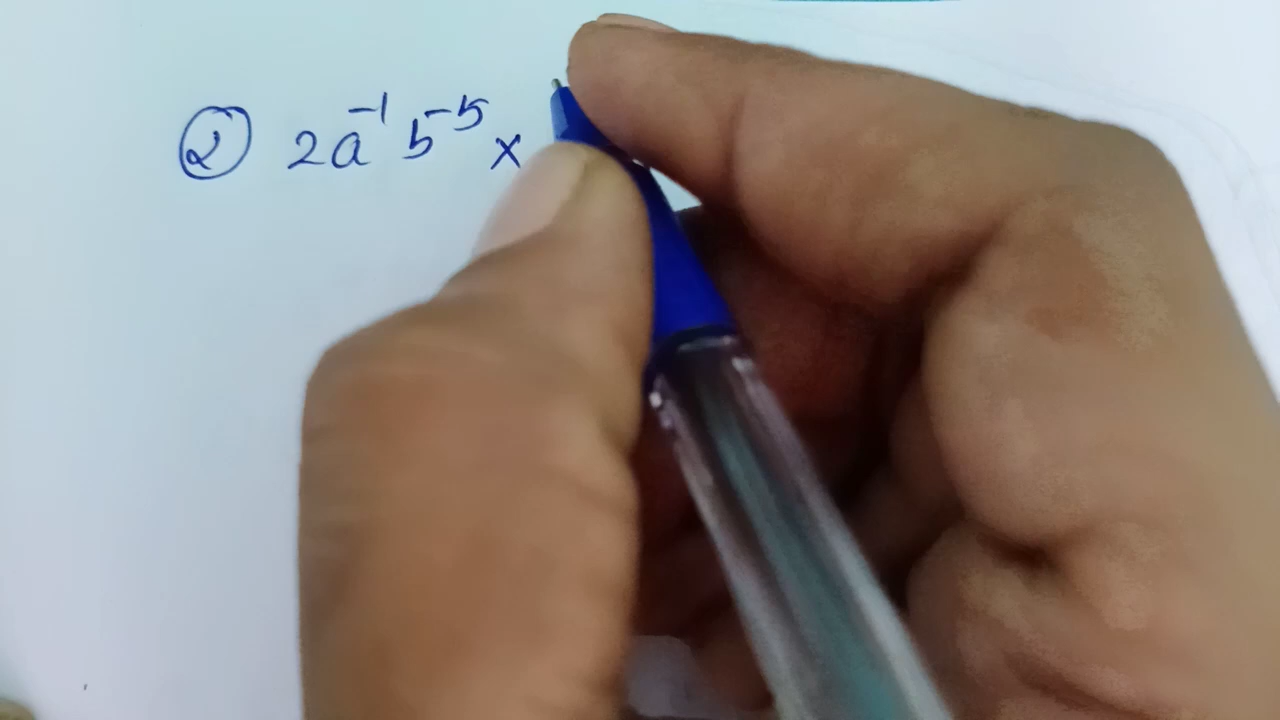 ② 2a⁻¹ b⁻⁵ ×